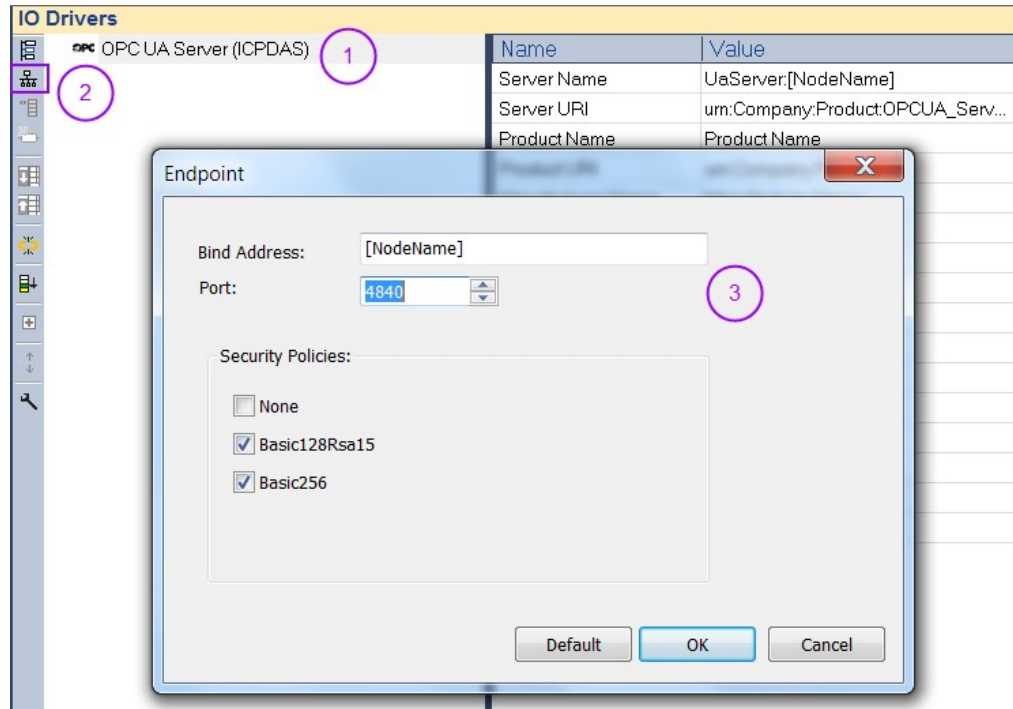 IO Drivers
OPC OPC UA Server (ICPDAS)
1
2
Name Value
Server Name UaServer:[NodeName]
Server URI urn:Company:Product:OPCUA_Serv...
Product Name Product Name
Endpoint
X
Bind Address: [NodeName]
Port: 4840
3
Security Policies:
None
Basic128Rsa15
Basic256
Default OK Cancel